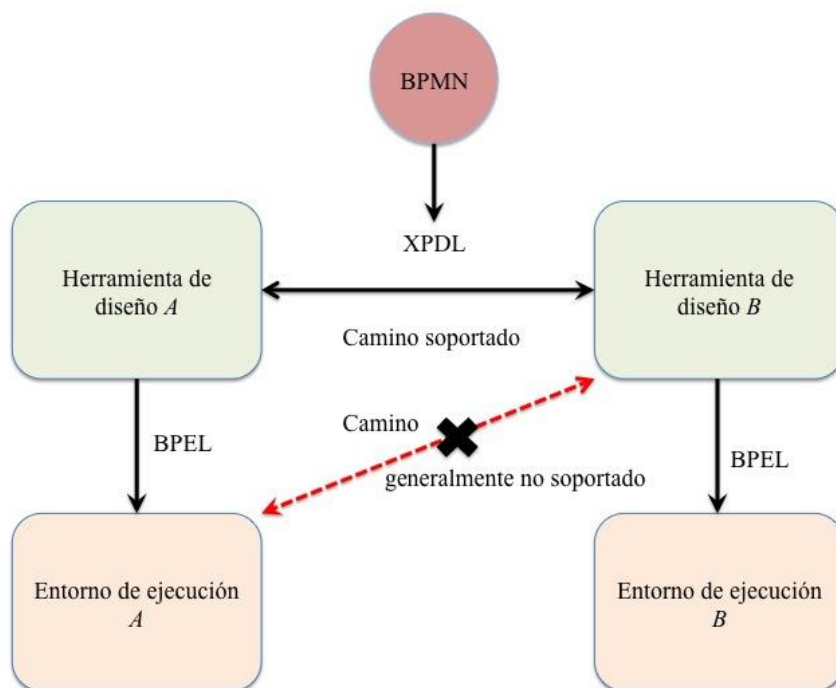 BPMN
XPDL
Herramienta de
diseño A
Herramienta de
diseño B
Camino soportado
BPEL
Camino
generalmente no soportado
BPEL
Entorno de ejecución
A
Entorno de ejecución
B